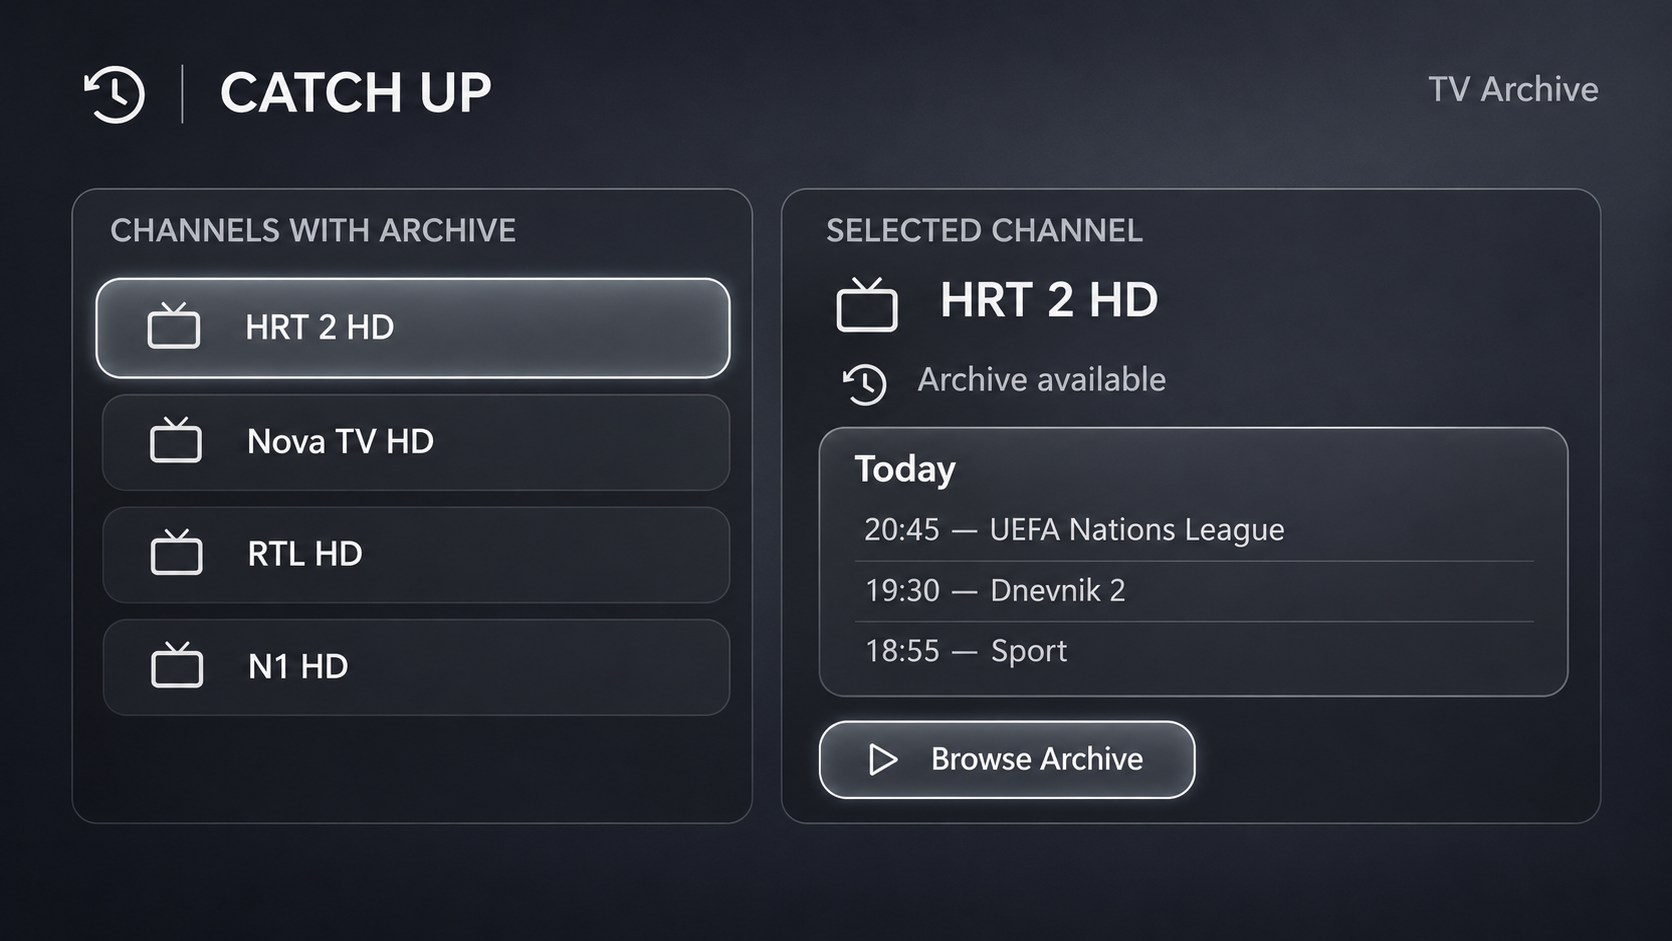 CATCH UP
TV Archive
CHANNELS WITH ARCHIVE
HRT 2 HD
Nova TV HD
RTL HD
N1 HD
SELECTED CHANNEL
HRT 2 HD
Archive available
Today
20:45 — UEFA Nations League
19:30 — Dnevnik 2
18:55 — Sport
Browse Archive